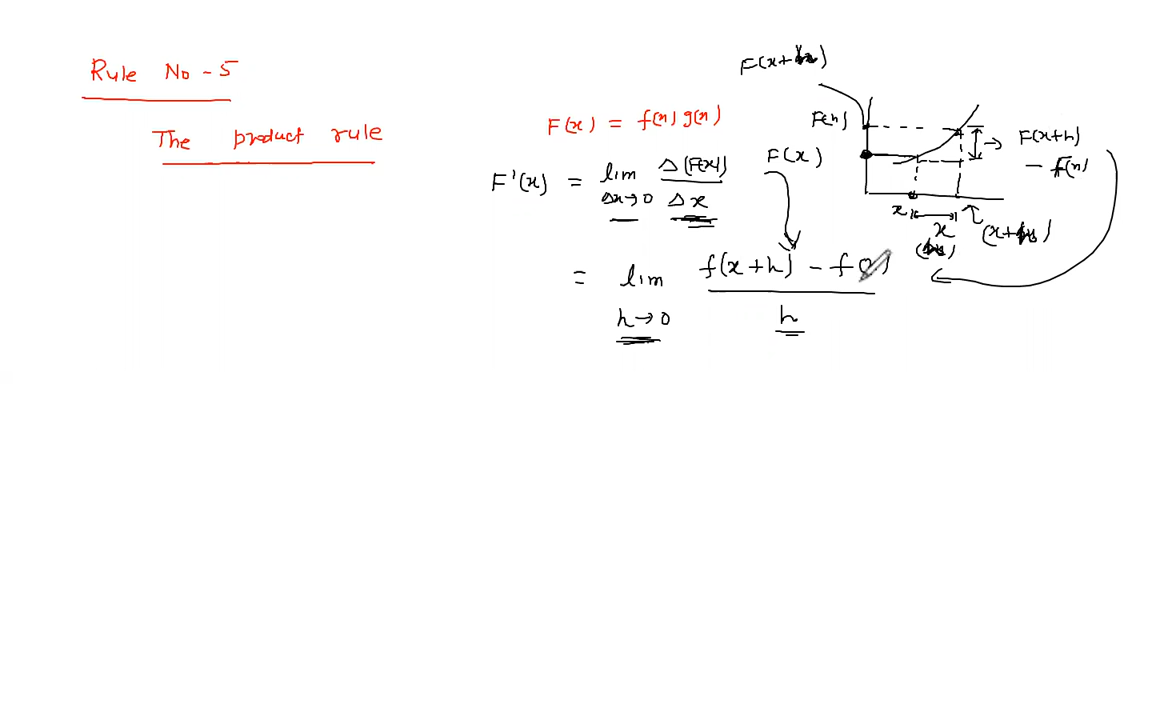 Rule No - 5
The product rule
F(x) = f(x) g(x)
F'(x) = lim Δx→0 Δ(F(x)) / Δx
= lim h→0 f(x+h) - f( ) / h
F(x)
F(x+
F(x)
F(x+h)
- f(x)
x
x
(x+